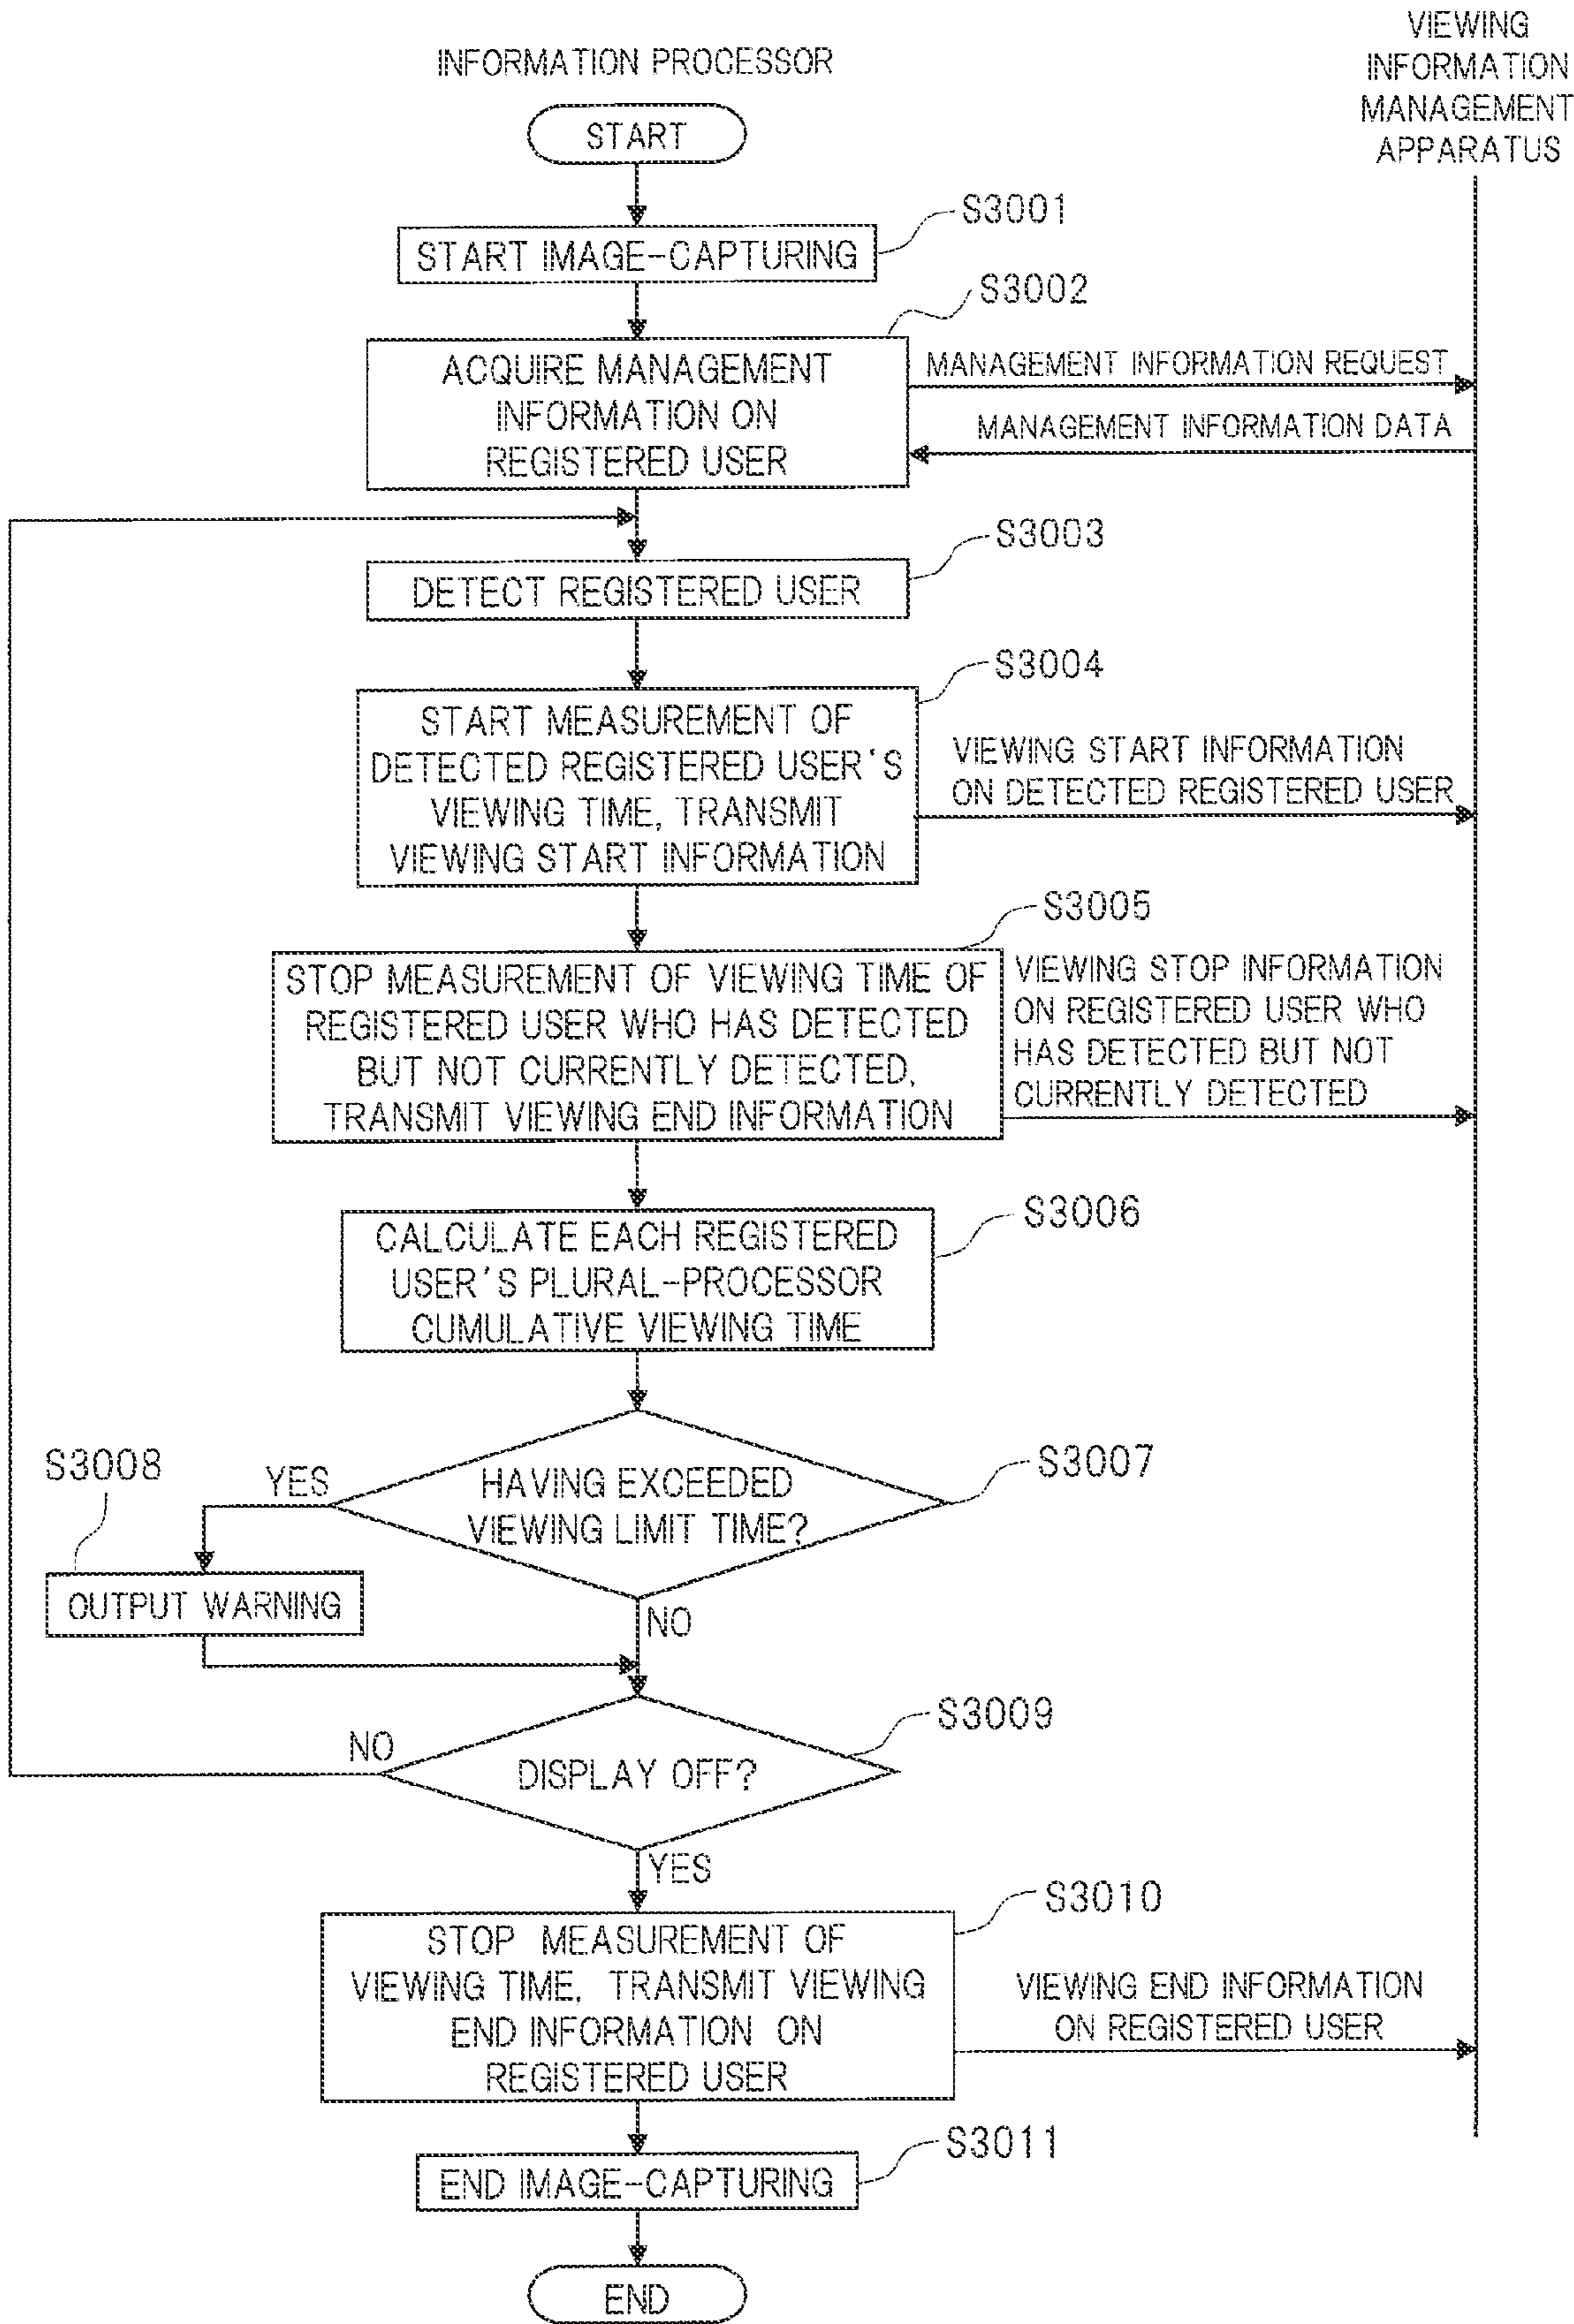 INFORMATION PROCESSOR
VIEWING
INFORMATION
MANAGEMENT
APPARATUS
START
S3001
START IMAGE-CAPTURING
S3002
ACQUIRE MANAGEMENT
INFORMATION ON
REGISTERED USER
MANAGEMENT INFORMATION REQUEST
MANAGEMENT INFORMATION DATA
S3003
DETECT REGISTERED USER
S3004
START MEASUREMENT OF
DETECTED REGISTERED USER'S
VIEWING TIME, TRANSMIT
VIEWING START INFORMATION
VIEWING START INFORMATION
ON DETECTED REGISTERED USER
S3005
STOP MEASUREMENT OF VIEWING TIME OF
REGISTERED USER WHO HAS DETECTED
BUT NOT CURRENTLY DETECTED,
TRANSMIT VIEWING END INFORMATION
VIEWING STOP INFORMATION
ON REGISTERED USER WHO
HAS DETECTED BUT NOT
CURRENTLY DETECTED
S3006
CALCULATE EACH REGISTERED
USER'S PLURAL-PROCESSOR
CUMULATIVE VIEWING TIME
S3007
HAVING EXCEEDED
VIEWING LIMIT TIME?
YES
S3008
OUTPUT WARNING
NO
S3009
DISPLAY OFF?
NO
YES
S3010
STOP MEASUREMENT OF
VIEWING TIME, TRANSMIT VIEWING
END INFORMATION ON
REGISTERED USER
VIEWING END INFORMATION
ON REGISTERED USER
S3011
END IMAGE-CAPTURING
END